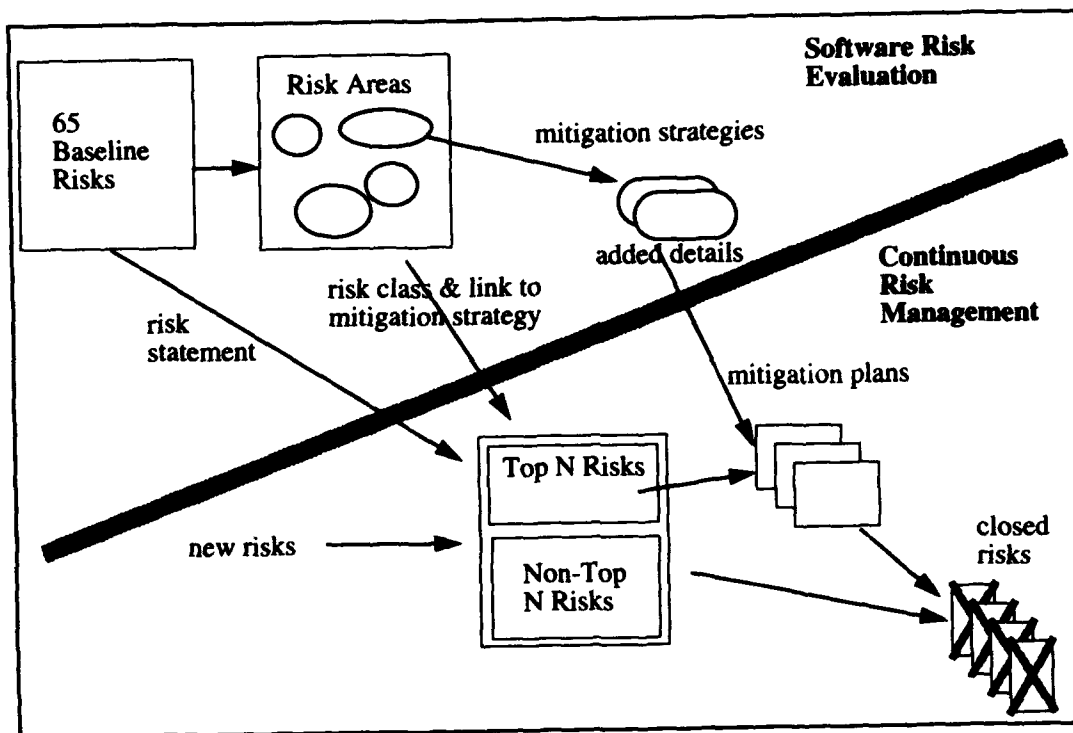 Software Risk
Evaluation
Risk Areas
65
Baseline
Risks
mitigation strategies
added details
Continuous
Risk
Management
risk class & link to
mitigation strategy
risk
statement
mitigation plans
Top N Risks
new risks
Non-Top
N Risks
closed
risks